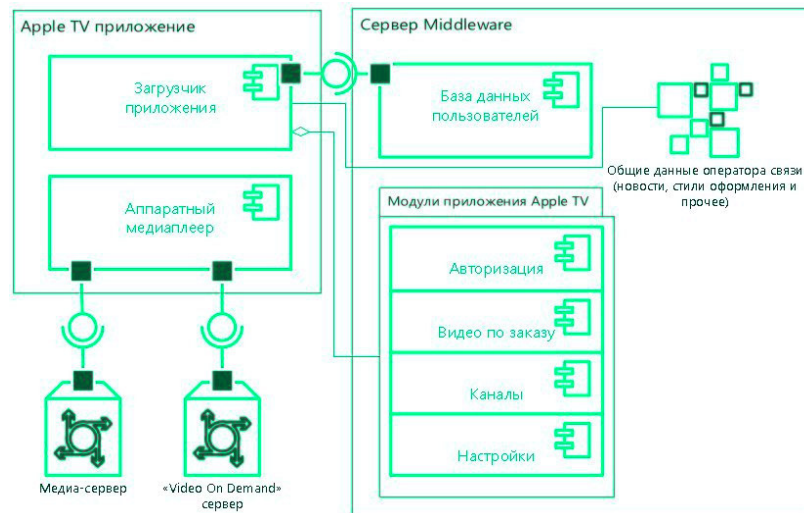 Apple TV приложение
Загрузчик
приложения
Аппаратный
медиаплеер
Медиа-сервер
«Video On Demand»
сервер
Сервер Middleware
База данных
пользователей
Общие данные оператора связи
(новости, стили оформления и
прочее)
Модули приложения Apple TV
Авторизация
Видео по заказу
Каналы
Настройки